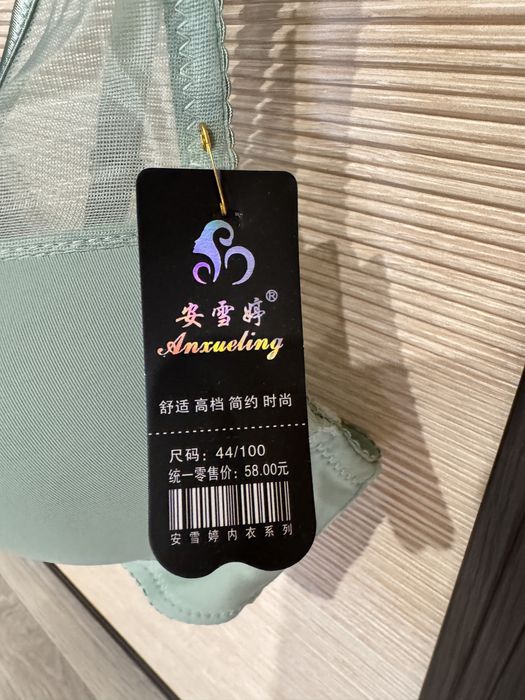 安雪婷®
Anxueling
舒适 高档 简约 时尚
尺码：44/100
统一零售价：58.00元
安雪婷内衣系列